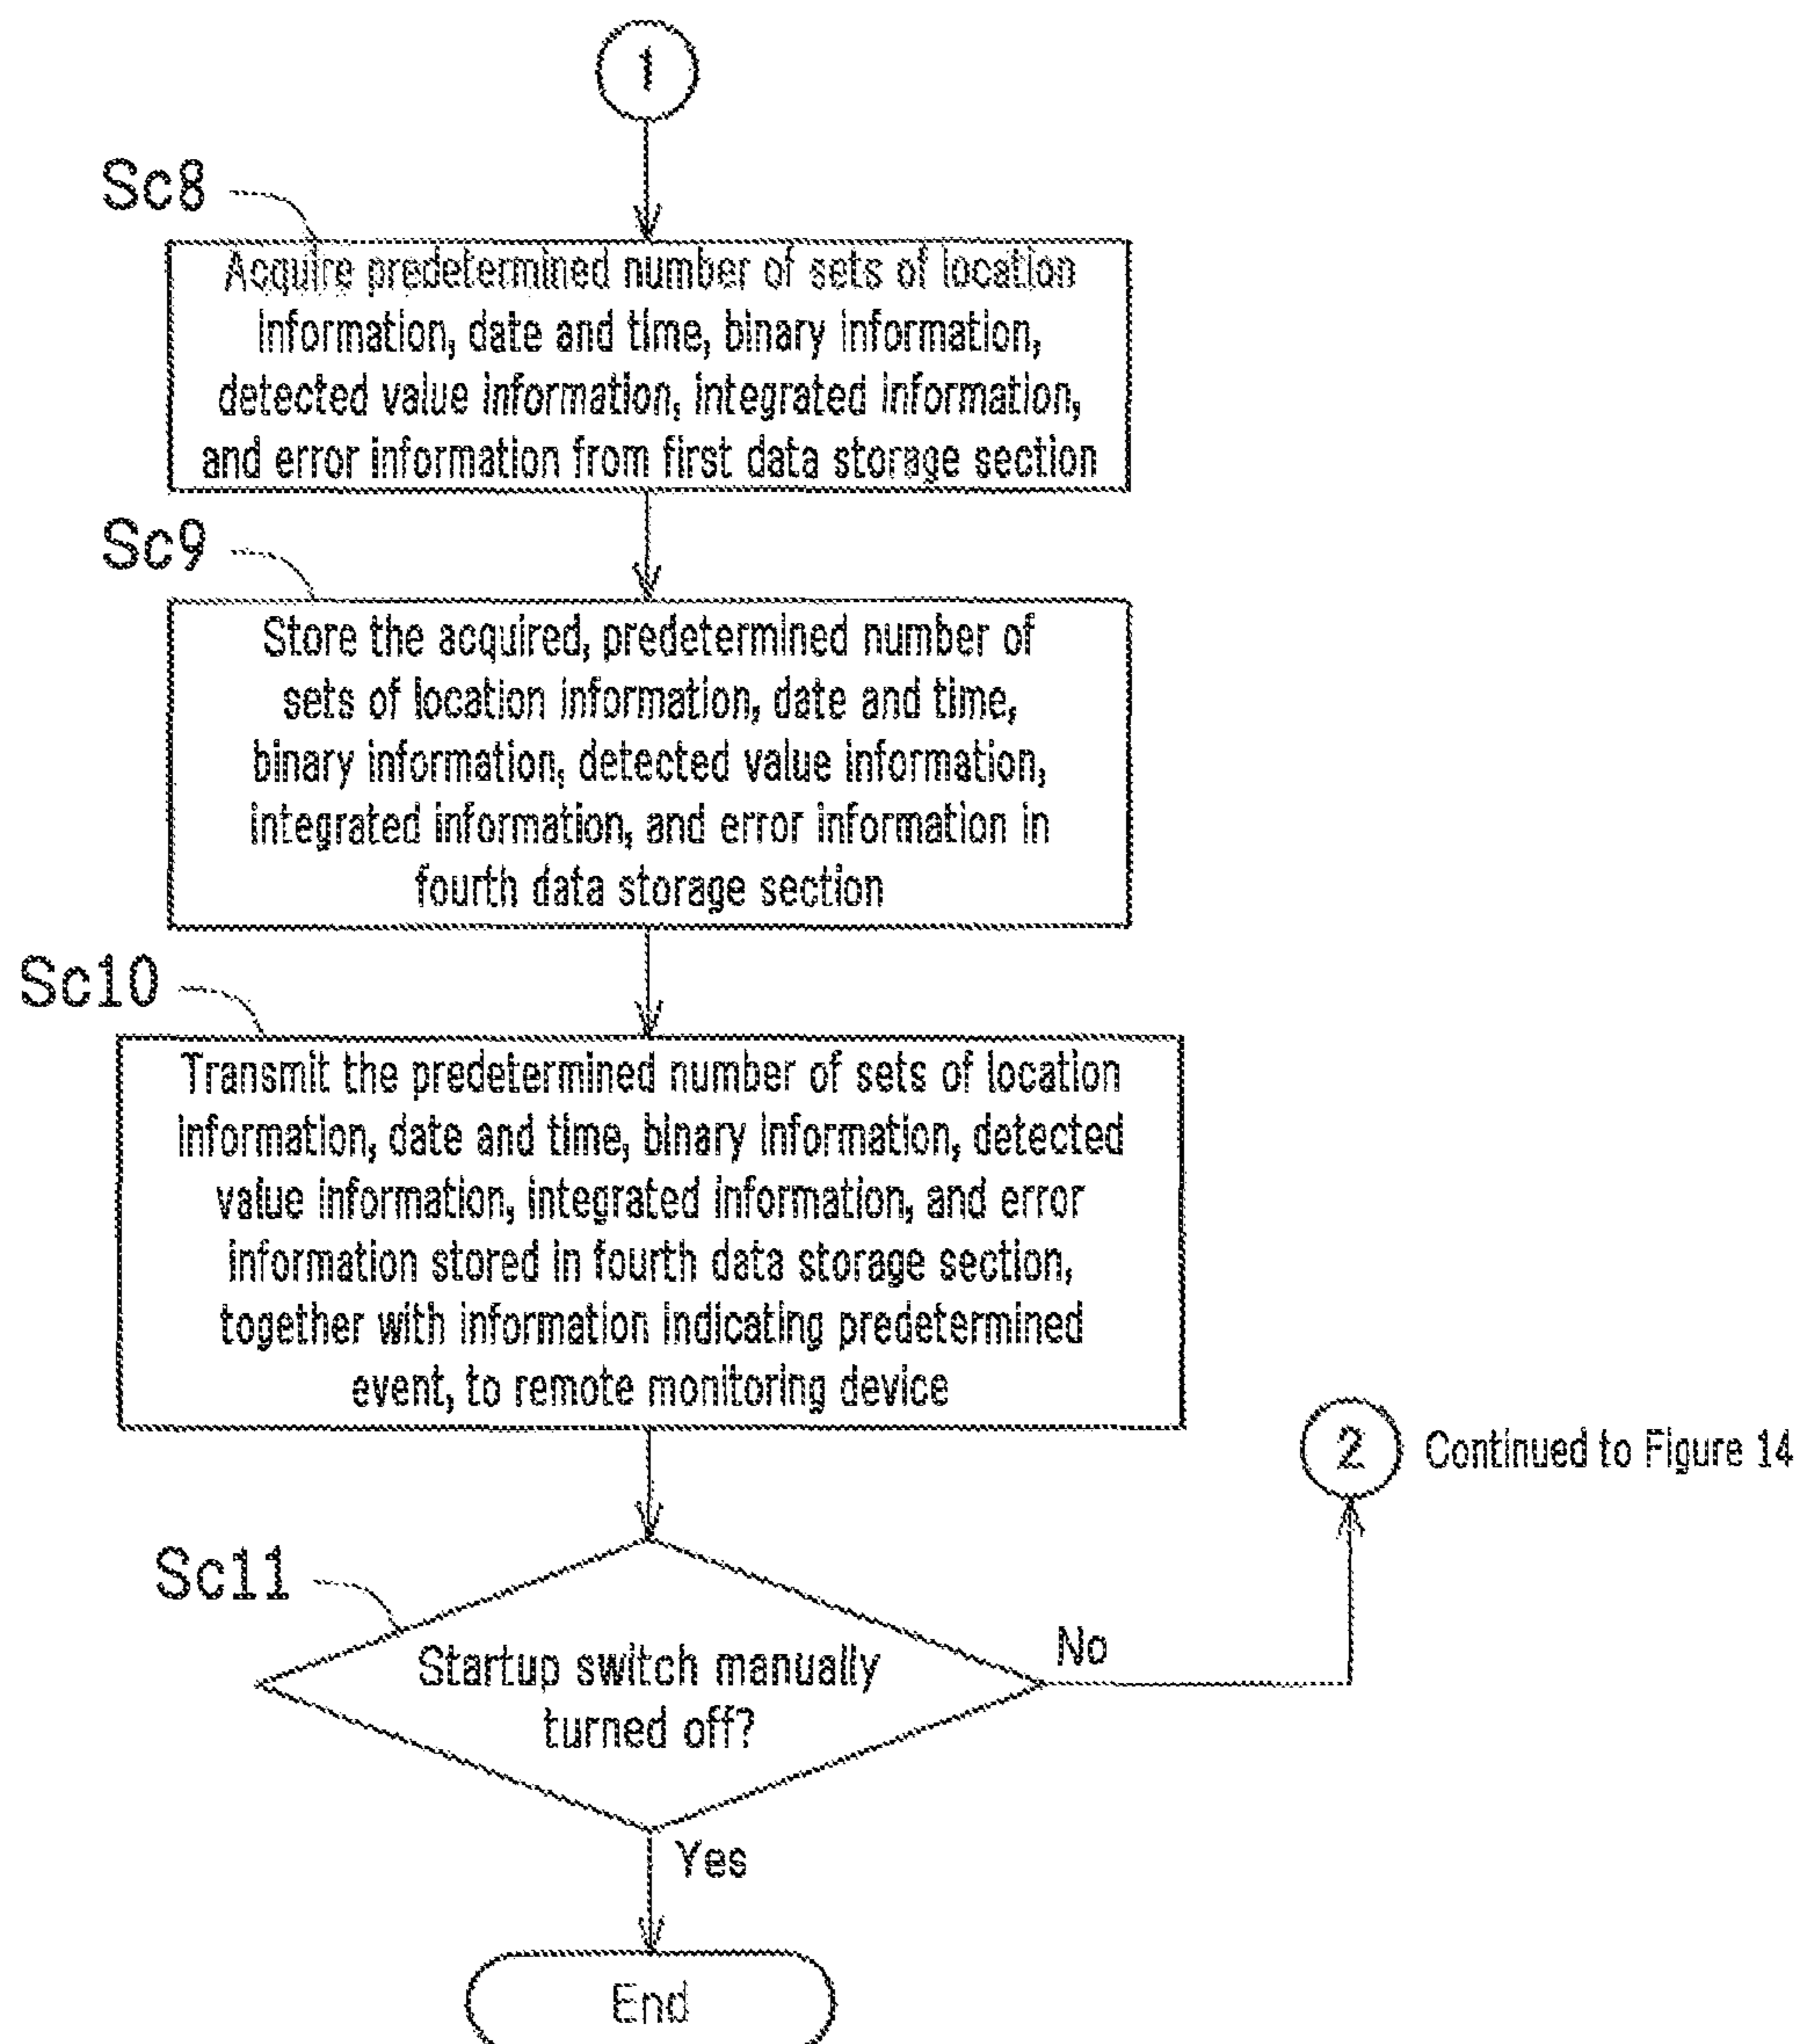 1
Sc8
Acquire predetermined number of sets of location
information, date and time, binary information,
detected value information, integrated information,
and error information from first data storage section
Sc9
Store the acquired, predetermined number of
sets of location information, date and time,
binary information, detected value information,
integrated information, and error information in
fourth data storage section
Sc10
Transmit the predetermined number of sets of location
information, date and time, binary information, detected
value information, integrated information, and error
information stored in fourth data storage section,
together with information indicating predetermined
event, to remote monitoring device
2 Continued to Figure 14
Sc11
Startup switch manually
turned off?
No
Yes
End